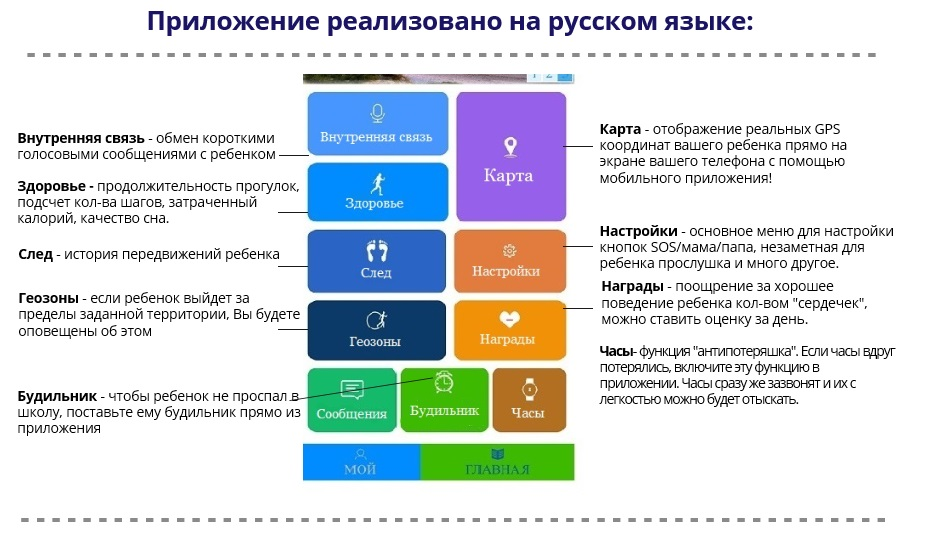 Приложение реализовано на русском языке:
Внутренняя связь - обмен короткими
голосовыми сообщениями с ребенком
Здоровье - продолжительность прогулок,
подсчет кол-ва шагов, затраченный
калорий, качество сна.
След - история передвижений ребенка
Геозоны - если ребенок выйдет за
пределы заданной территории, Вы будете
оповещены об этом
Будильник - чтобы ребенок не проспал в
школу, поставьте ему будильник прямо из
приложения
Внутренняя связь
Карта
Здоровье
След
Настройки
Геозоны
Награды
Сообщения
Будильник
Часы
МОЙ
ГЛАВНАЯ
Карта - отображение реальных GPS
координат вашего ребенка прямо на
экране вашего телефона с помощью
мобильного приложения!
Настройки - основное меню для настройки
кнопок SOS/мама/папа, незаметная для
ребенка прослушка и много другое.
Награды - поощрение за хорошее
поведение ребенка кол-вом "сердечек",
можно ставить оценку за день.
Часы- функция "антипотеряшка". Если часы вдруг
потерялись, включите эту функцию в
приложении. Часы сразу же зазвонят и их с
легкостью можно будет отыскать.